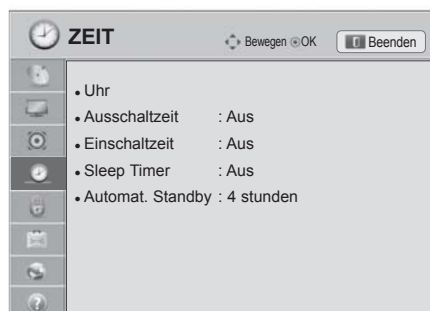 ZEIT Bewegen OK Beenden
• Uhr
• Ausschaltzeit : Aus
• Einschaltzeit : Aus
• Sleep Timer : Aus
• Automat. Standby : 4 stunden